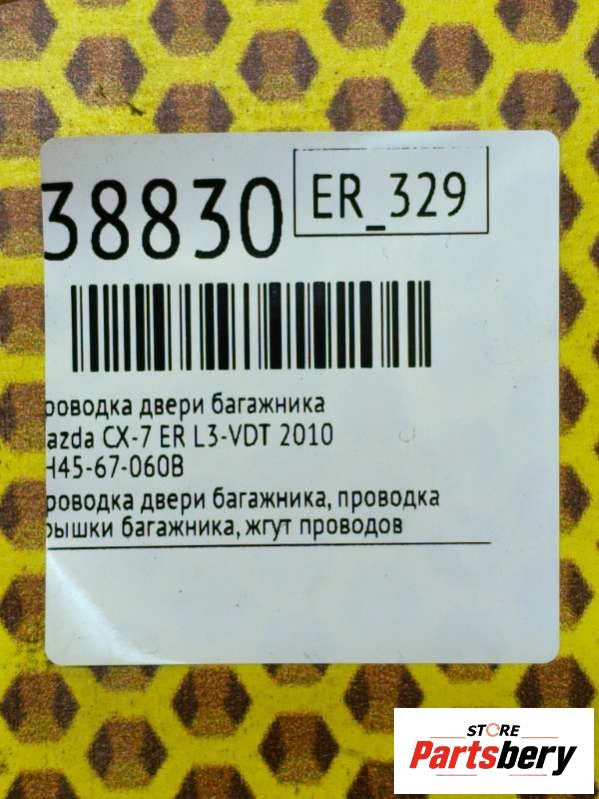 38830
ER_329
роводка двери багажника
azda CX-7 ER L3-VDT 2010
H45-67-060B
роводка двери багажника, проводка
рышки багажника, жгут проводов
STORE
Partsbery